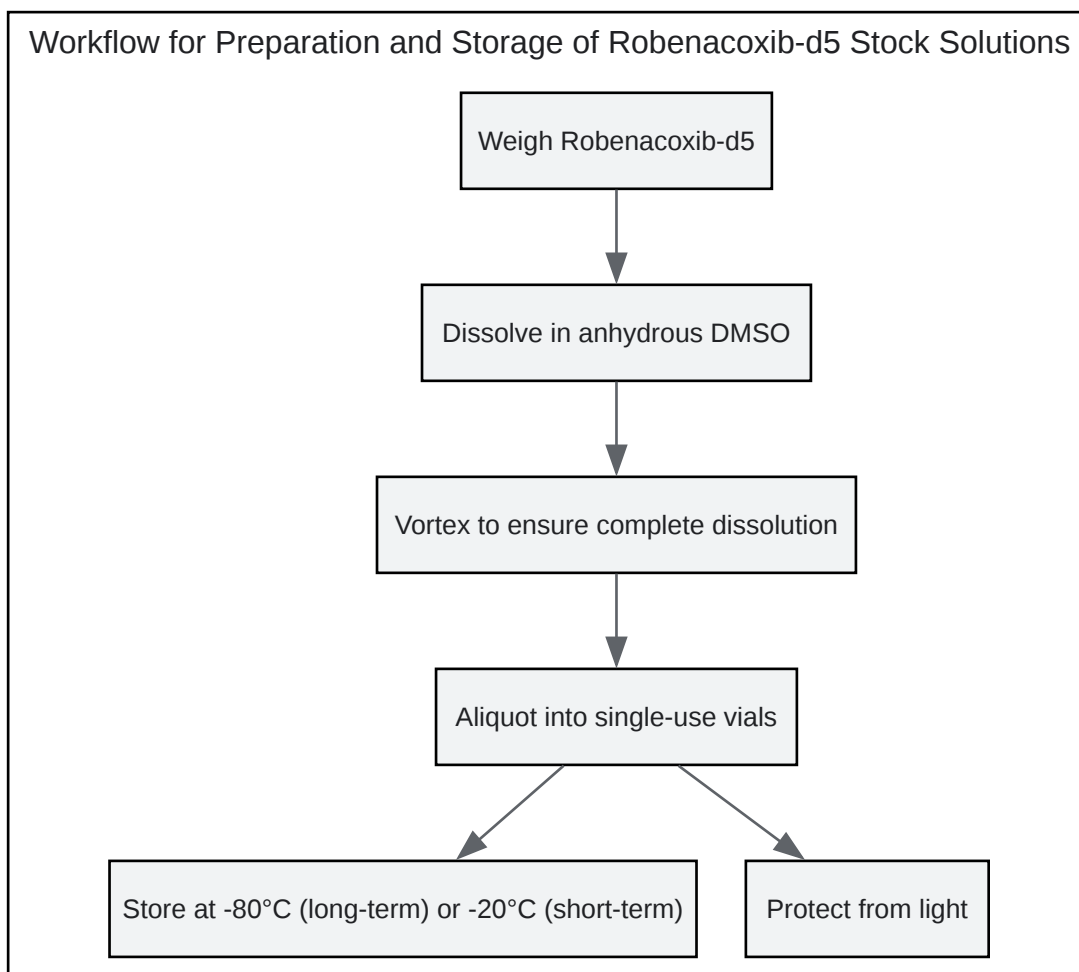 Workflow for Preparation and Storage of Robenacoxib-d5 Stock Solutions
Weigh Robenacoxib-d5
Dissolve in anhydrous DMSO
Vortex to ensure complete dissolution
Aliquot into single-use vials
Store at -80°C (long-term) or -20°C (short-term)
Protect from light